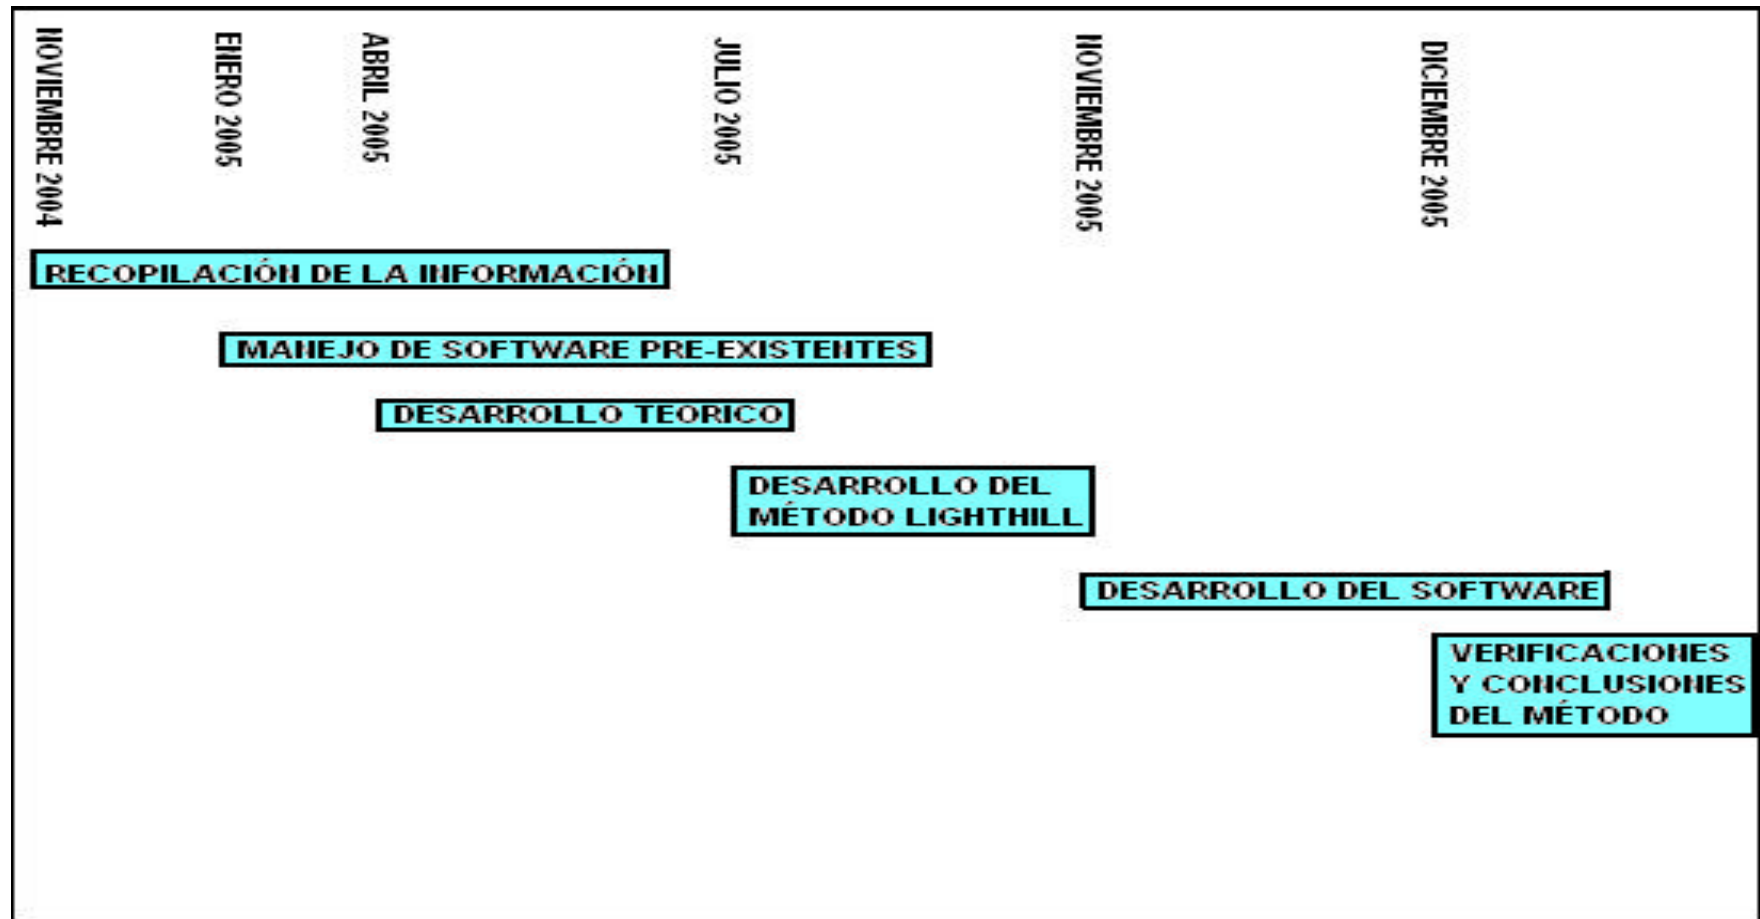 NOVIEMBRE 2004
ENERO 2005
ABRIL 2005
JULIO 2005
NOVIEMBRE 2005
DICIEMBRE 2005
RECOPILACIÓN DE LA INFORMACIÓN
MANEJO DE SOFTWARE PRE-EXISTENTES
DESARROLLO TEORICO
DESARROLLO DEL
MÉTODO LIGHTHILL
DESARROLLO DEL SOFTWARE
VERIFICACIONES
Y CONCLUSIONES
DEL MÉTODO